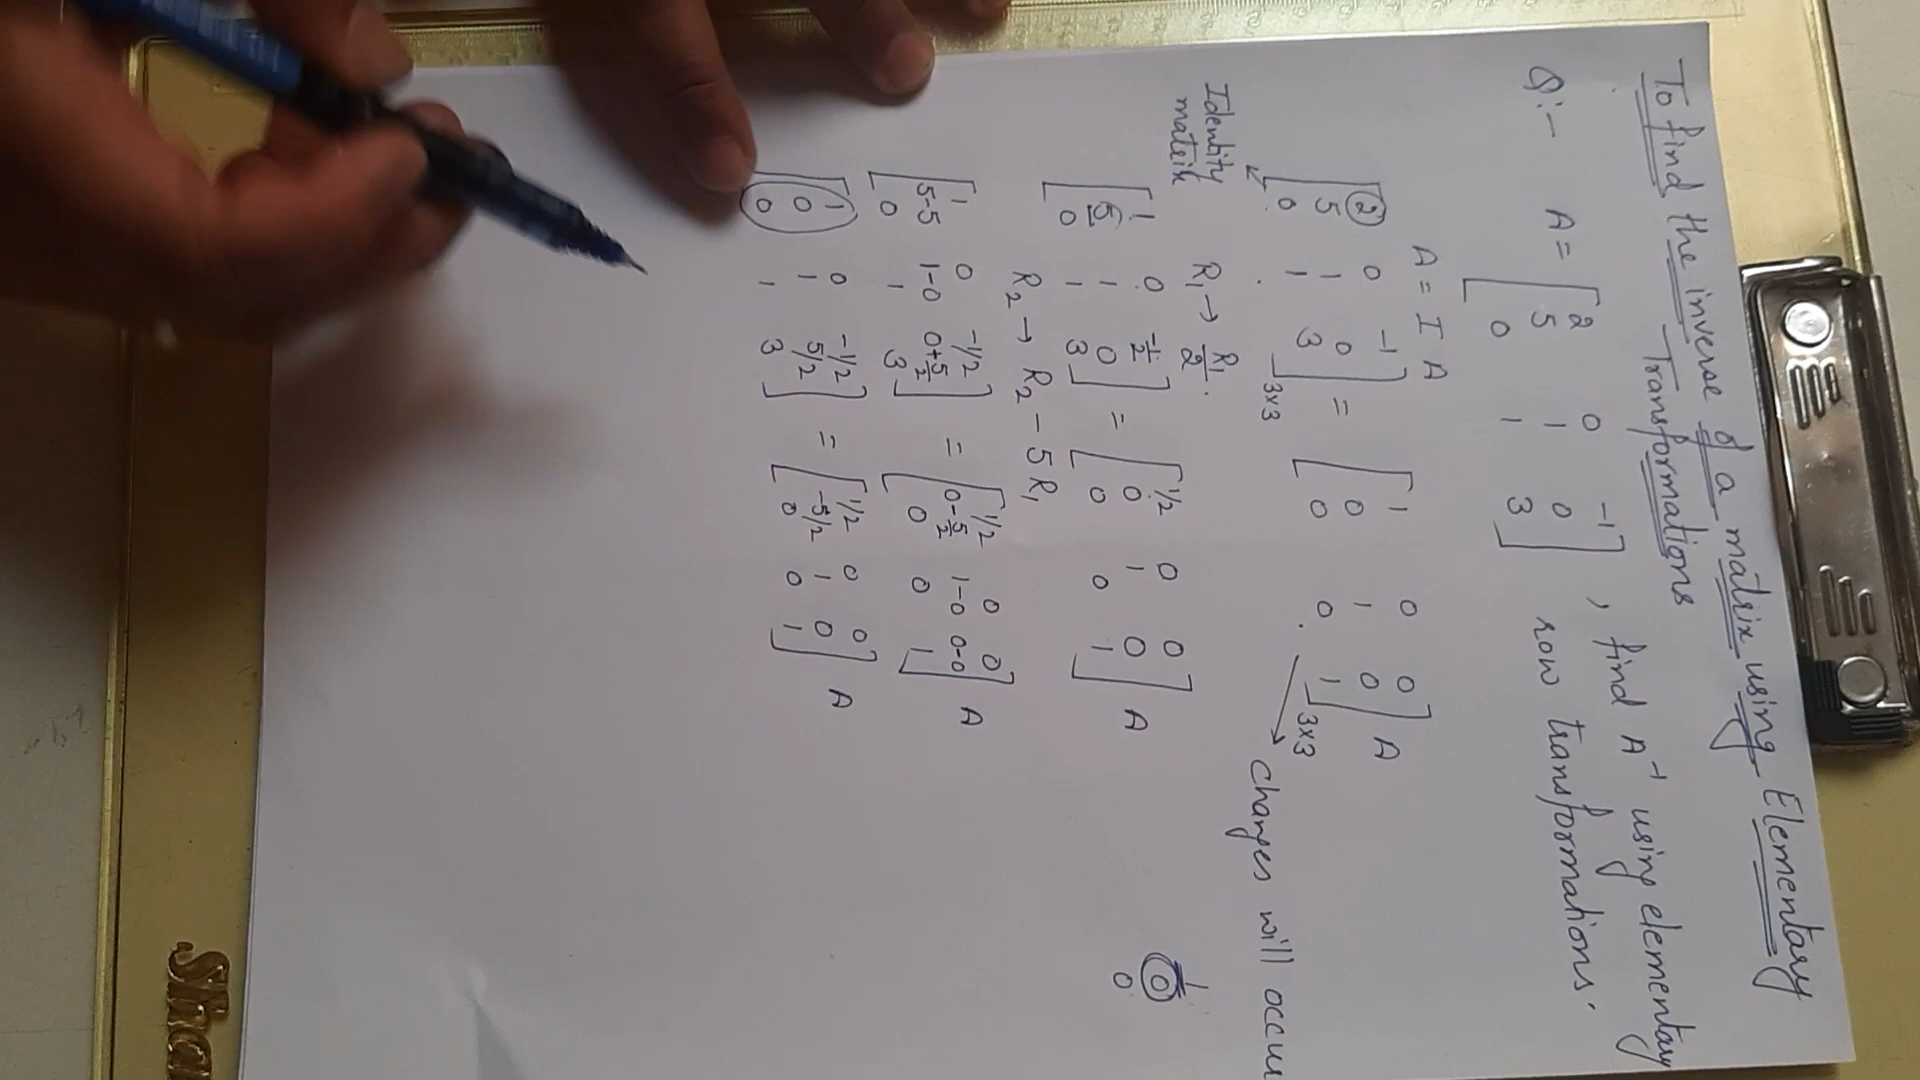 To find the inverse of a matrix using Elementary
Transformations
Q:- A = [ 2 0 -1
5 1 0
0 1 3 ] , find A⁻¹ using elementary
row transformations.
A = I A
[ 2 0 -1
5 1 0
0 1 3 ]3x3 = [ 1 0 0
0 1 0
0 0 1 ]3x3 A
Identity
matrix
changes will occur
R1 → R1/2.
[ 1 0 -1/2
5 1 0
0 1 3 ] = [ 1/2 0 0
0 1 0
0 0 1 ] A
1
0
0
R2 → R2 - 5R1
[ 1 0 -1/2
5-5 1-0 0+5/2
0 1 3 ] = [ 1/2 0 0
0-5/2 1-0 0-0
0 0 1 ] A
[ 1 0 -1/2
0 1 5/2
0 1 3 ] = [ 1/2 0 0
-5/2 1 0
0 0 1 ] A